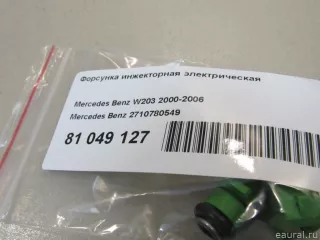 Форсунка инжекторная электрическая
Mercedes Benz W203 2000-2006
Mercedes Benz 2710780549
81 049 127
© eaural.ru